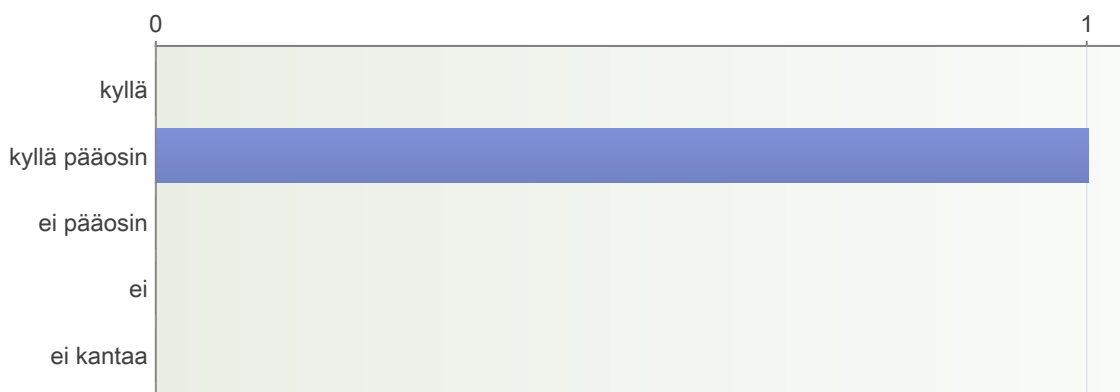 0 1
kyllä
kyllä pääosin
ei pääosin
ei
ei kantaa